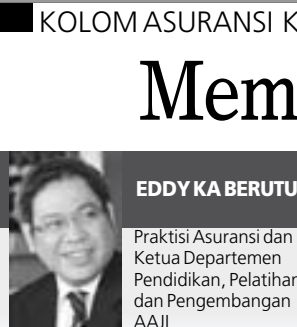 KOLOM ASURANSI K
Mem
EDDY KA BERUTU
Praktisi Asuransi dan
Ketua Departemen
Pendidikan, Pelatihan
dan Pengembangan
AAJI